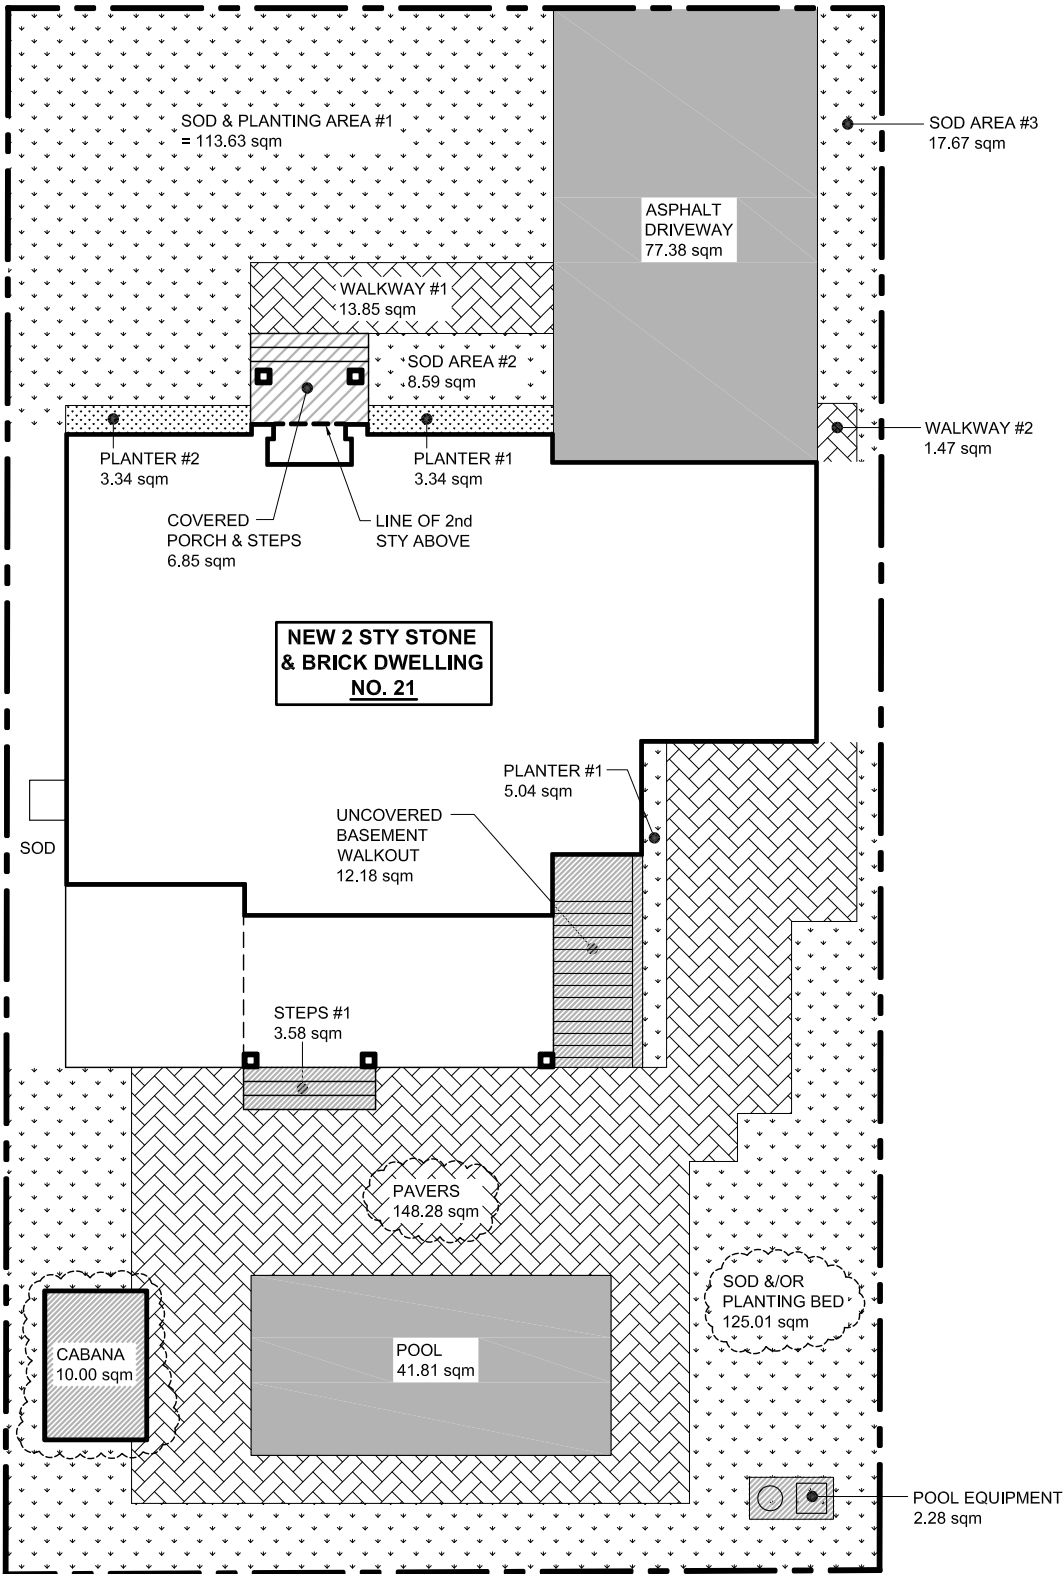 SOD & PLANTING AREA #1
= 113.63 sqm
SOD AREA #3
17.67 sqm
ASPHALT
DRIVEWAY
77.38 sqm
WALKWAY #1
13.85 sqm
SOD AREA #2
8.59 sqm
WALKWAY #2
1.47 sqm
PLANTER #2
3.34 sqm
PLANTER #1
3.34 sqm
COVERED
PORCH & STEPS
6.85 sqm
LINE OF 2nd
STY ABOVE
NEW 2 STY STONE
& BRICK DWELLING
NO. 21
PLANTER #1
5.04 sqm
UNCOVERED
BASEMENT
WALKOUT
12.18 sqm
SOD
STEPS #1
3.58 sqm
PAVERS
148.28 sqm
SOD &/OR
PLANTING BED
125.01 sqm
CABANA
10.00 sqm
POOL
41.81 sqm
POOL EQUIPMENT
2.28 sqm